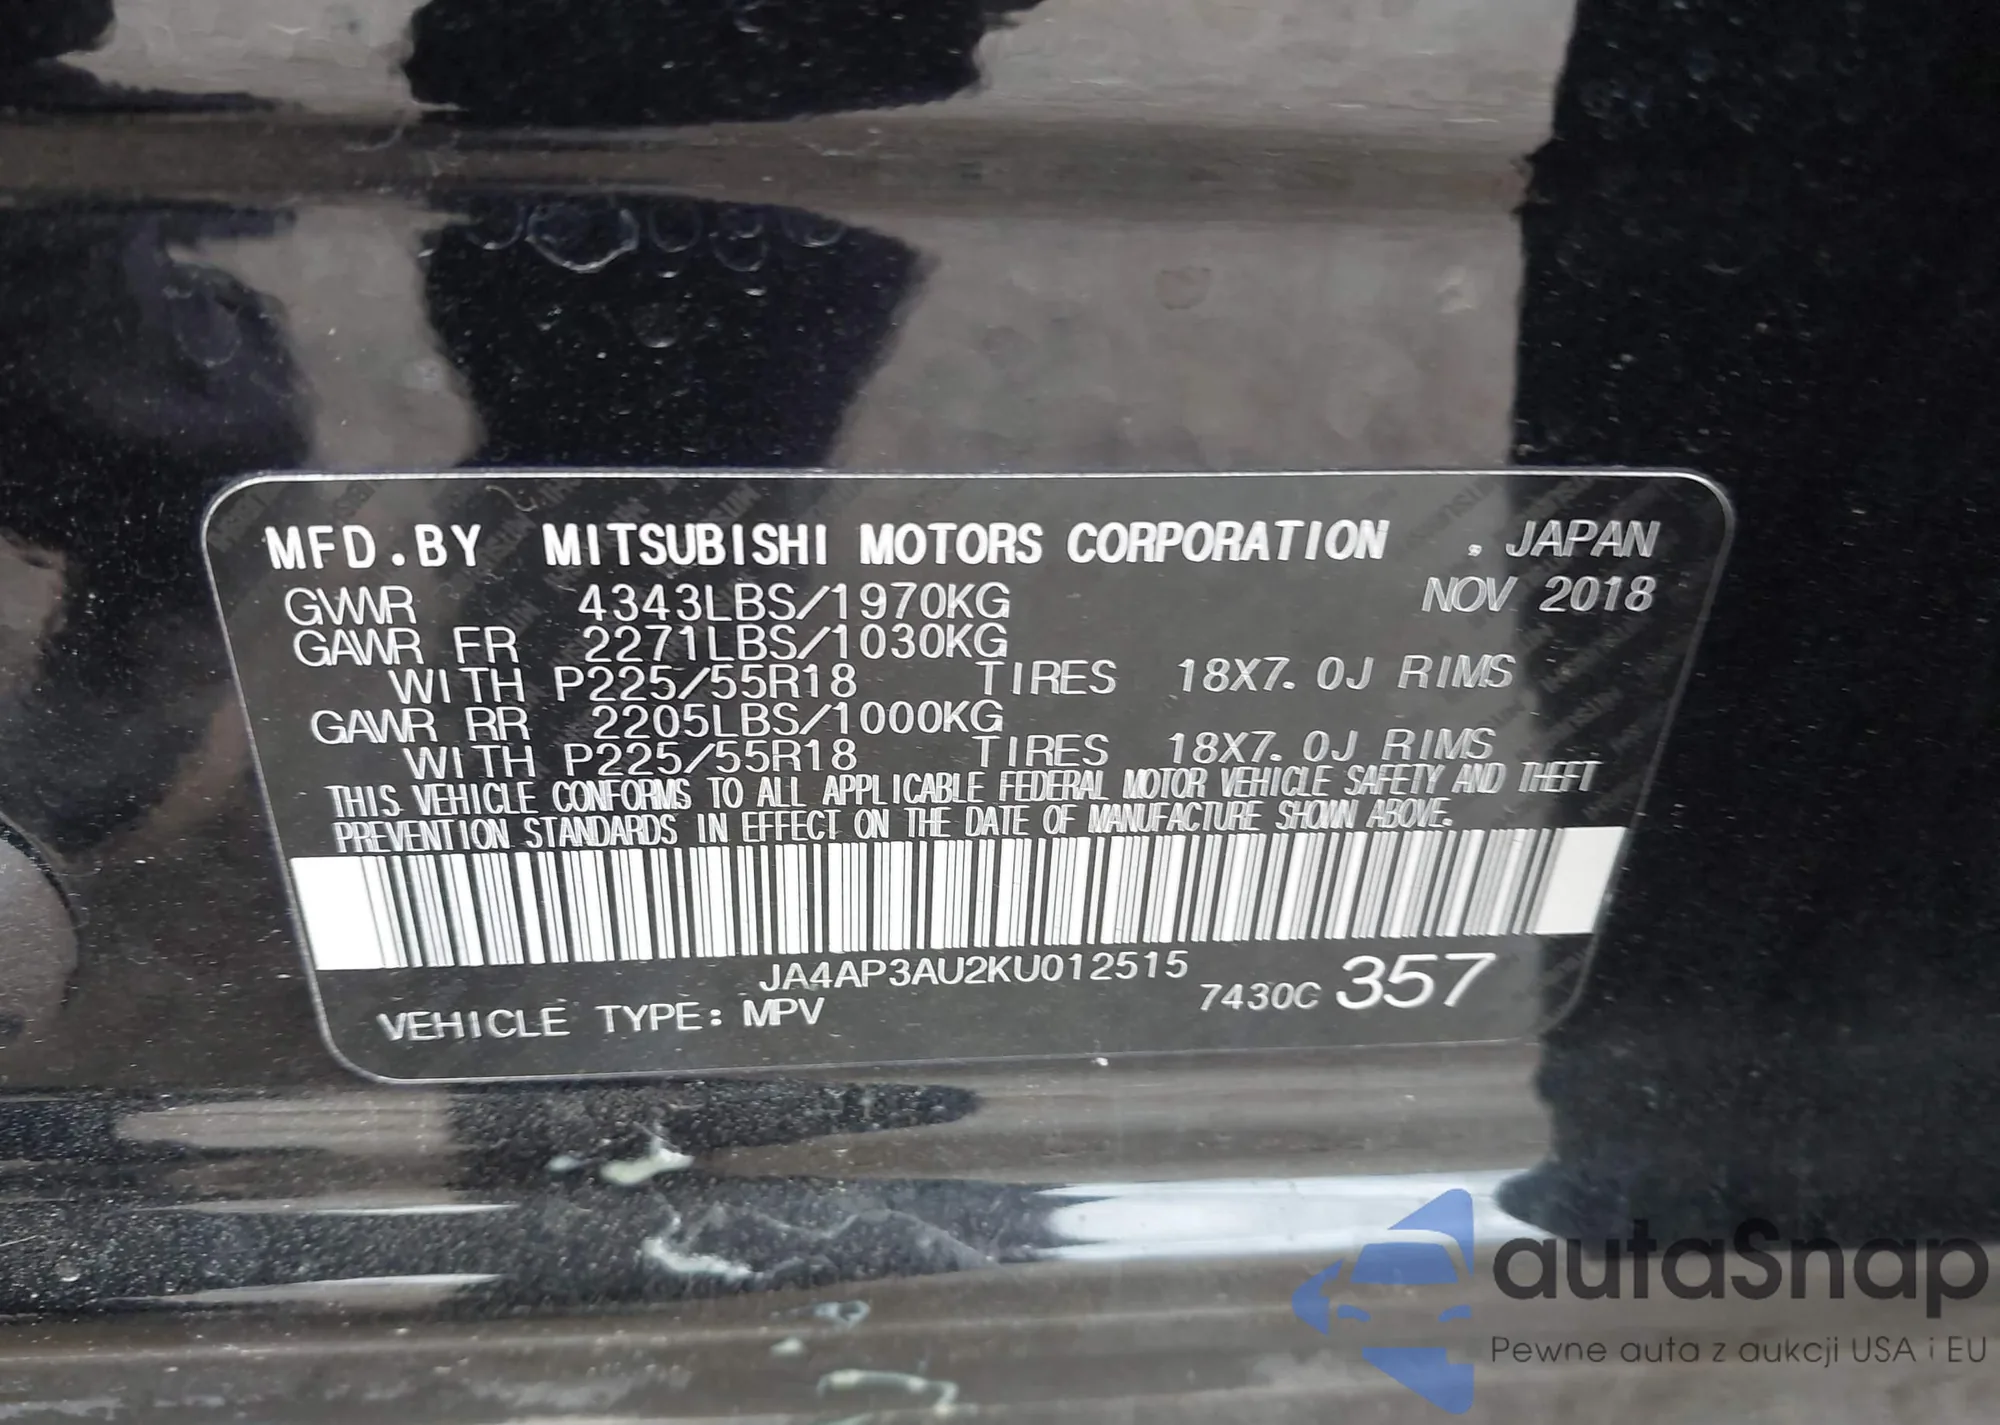 MFD.BY MITSUBISHI MOTORS CORPORATION . JAPAN
GVWR 4343LBS/1970KG NOV 2018
GAWR FR 2271LBS/1030KG
WITH P225/55R18 TIRES 18X7.0J RIMS
GAWR RR 2205LBS/1000KG
WITH P225/55R18 TIRES 18X7.0J RIMS
THIS VEHICLE CONFORMS TO ALL APPLICABLE FEDERAL MOTOR VEHICLE SAFETY AND THEFT
PREVENTION STANDARDS IN EFFECT ON THE DATE OF MANUFACTURE SHOWN ABOVE.
JA4AP3AU2KU012515
VEHICLE TYPE: MPV 7430C 357
autaSnap
Pewne auta z aukcji USA i EU